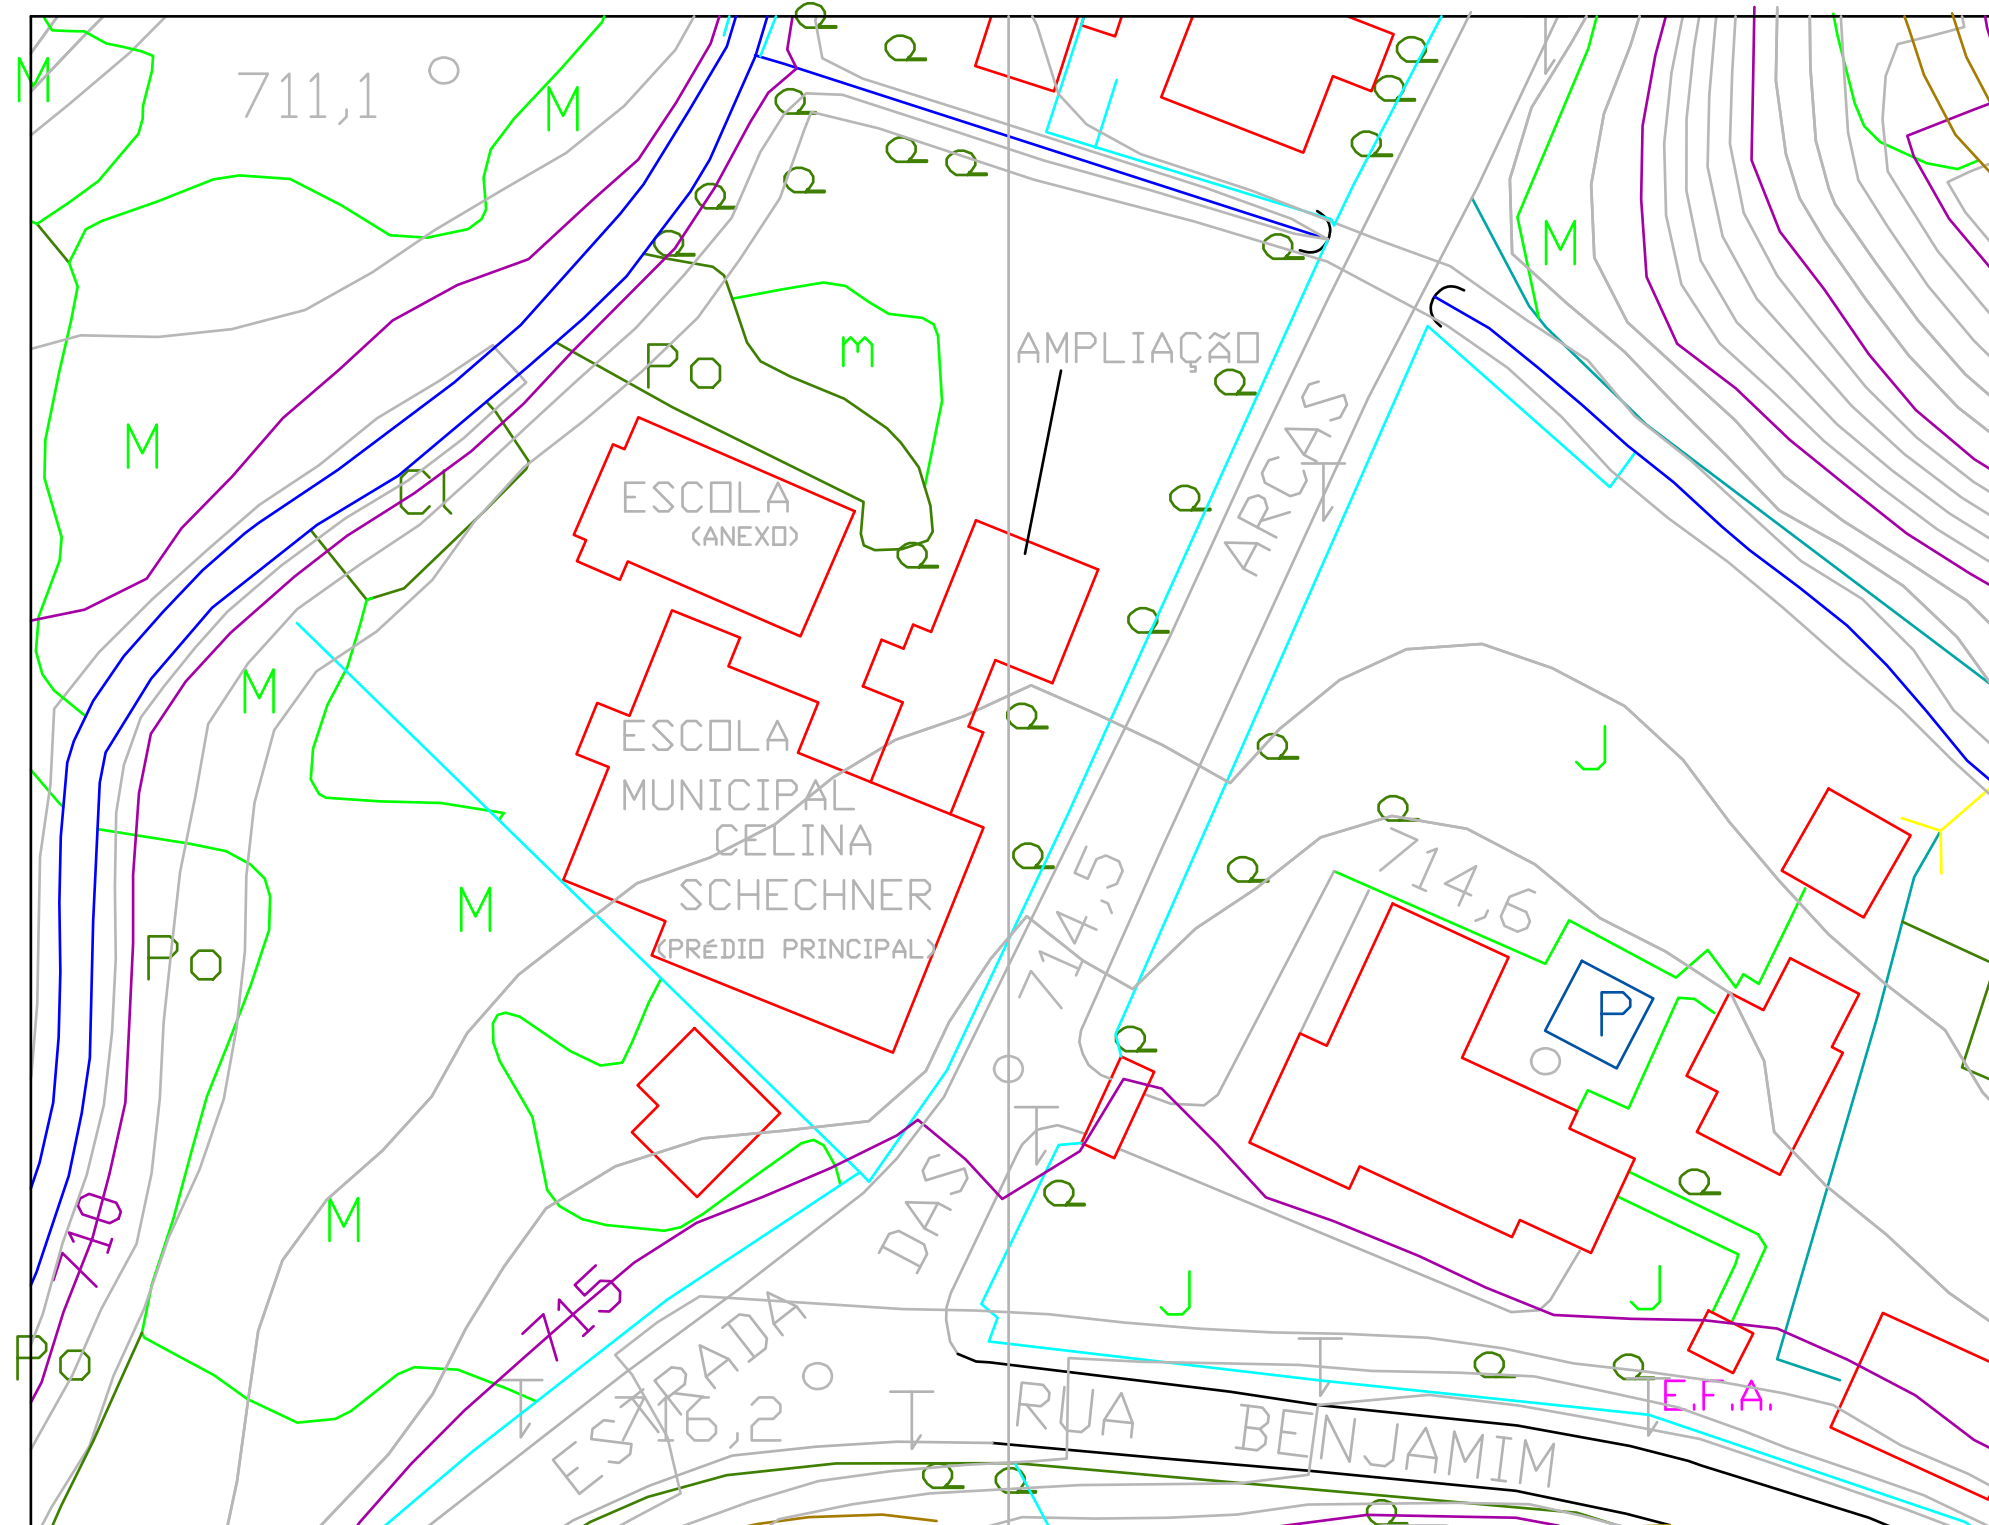 M
711,1
M
M
m
Po
AMPLIAÇÃO
M
ESCOLA
(ANEXO)
ARCAS
M
ESCOLA
MUNICIPAL
CELINA
SCHECHNER
(PRÉDIO PRINCIPAL)
J
714,6
714,5
M
Po
P
M
710
DAS
715
J
J
Po
ESTRADA
716,2
RUA BENJAMIM
E.F.A.